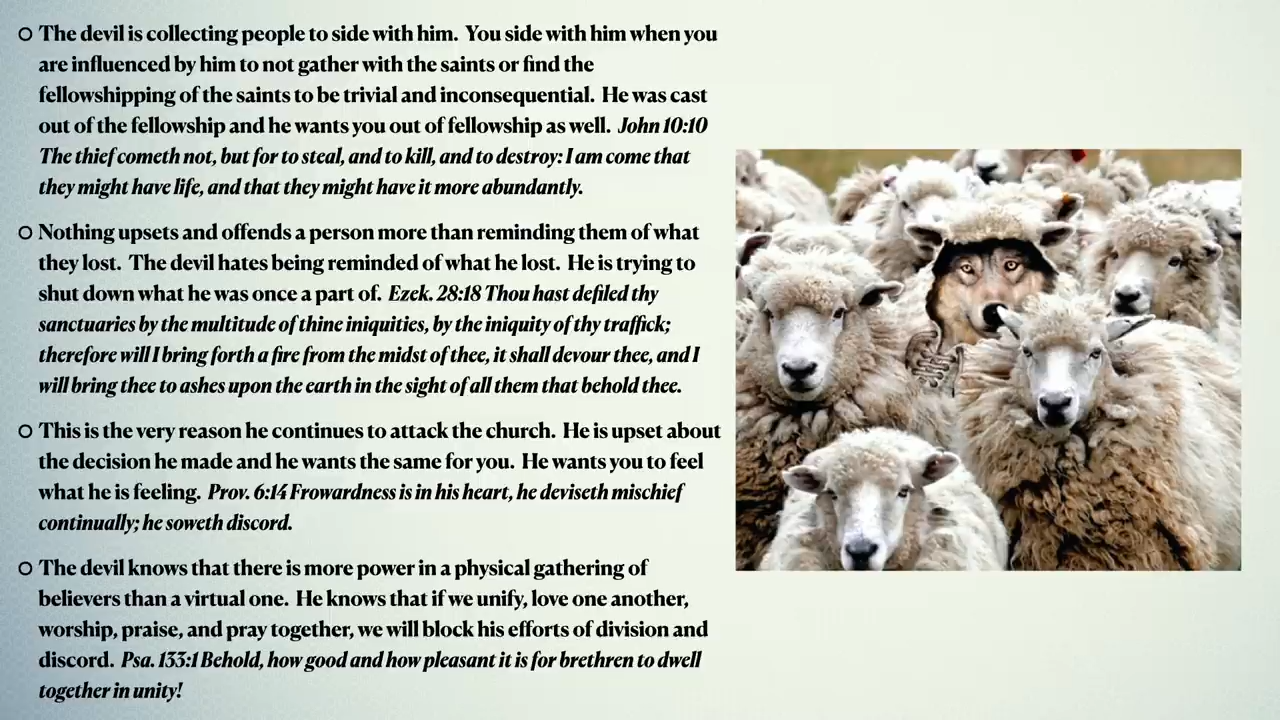 The devil is collecting people to side with him. You side with him when you
are influenced by him to not gather with the saints or find the
fellowshipping of the saints to be trivial and inconsequential. He was cast
out of the fellowship and he wants you out of fellowship as well. John 10:10
The thief cometh not, but for to steal, and to kill, and to destroy: I am come that
they might have life, and that they might have it more abundantly.
Nothing upsets and offends a person more than reminding them of what
they lost. The devil hates being reminded of what he lost. He is trying to
shut down what he was once a part of. Ezek. 28:18 Thou hast defiled thy
sanctuaries by the multitude of thine iniquities, by the iniquity of thy traffick;
therefore will I bring forth a fire from the midst of thee, it shall devour thee, and I
will bring thee to ashes upon the earth in the sight of all them that behold thee.
This is the very reason he continues to attack the church. He is upset about
the decision he made and he wants the same for you. He wants you to feel
what he is feeling. Prov. 6:14 Frowardness is in his heart, he deviseth mischief
continually; he soweth discord.
The devil knows that there is more power in a physical gathering of
believers than a virtual one. He knows that if we unify, love one another,
worship, praise, and pray together, we will block his efforts of division and
discord. Psa. 133:1 Behold, how good and how pleasant it is for brethren to dwell
together in unity!